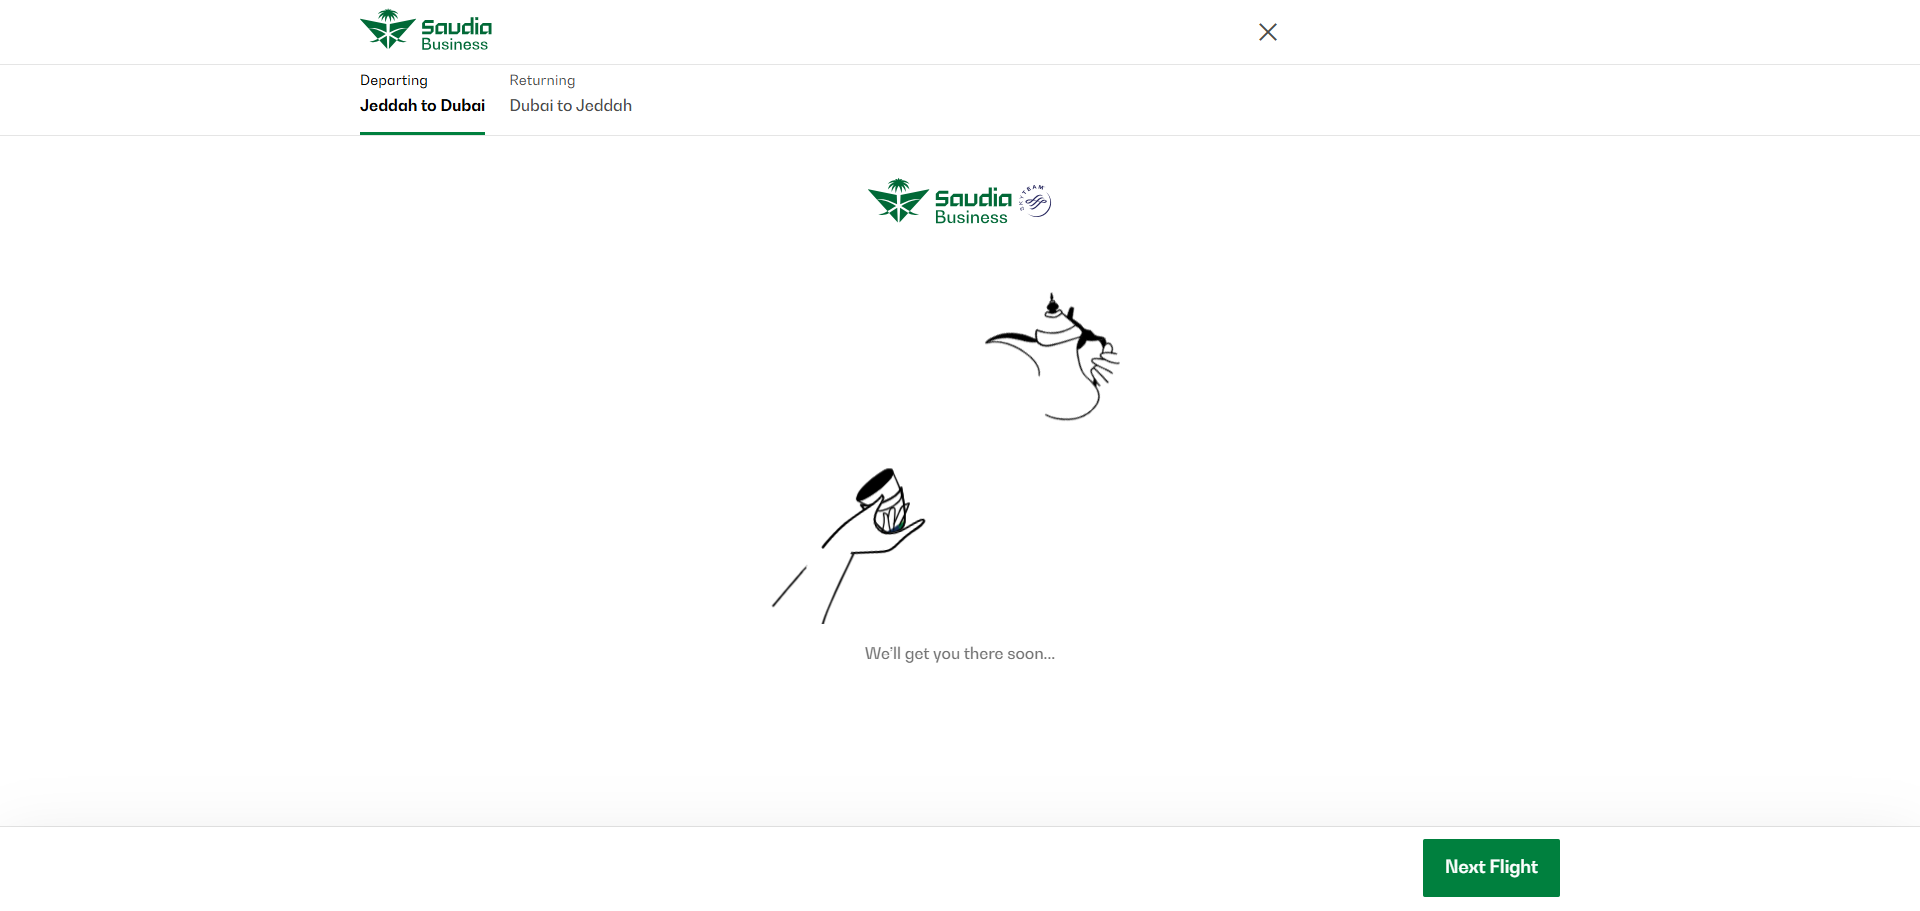 Saudia
Business
Departing
Jeddah to Dubai
Returning
Dubai to Jeddah
Saudia
Business
SKYTEAM
We'll get you there soon...
Next Flight